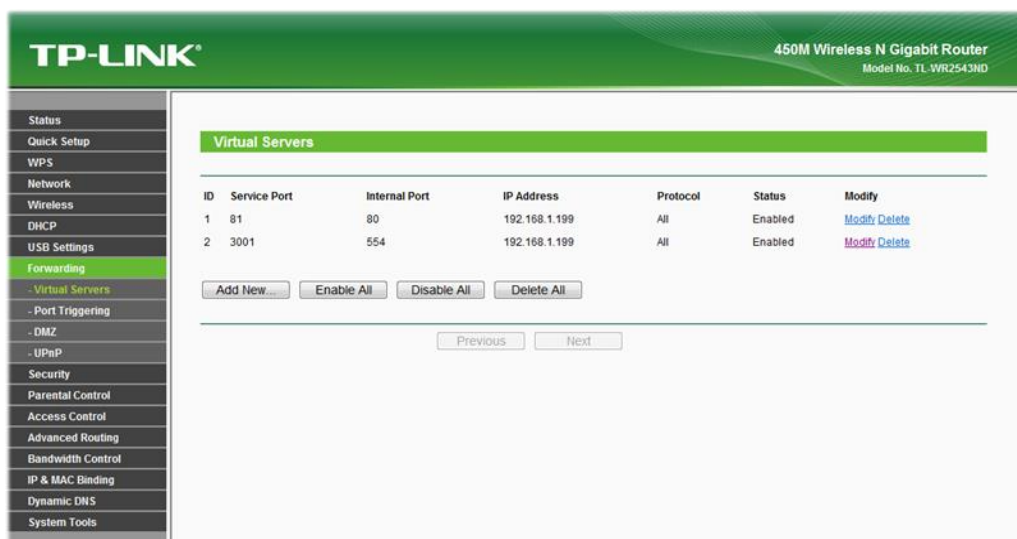 TP-LINK®
450M Wireless N Gigabit Router
Model No. TL-WR2543ND
Status
Quick Setup
WPS
Network
Wireless
DHCP
USB Settings
Forwarding
- Virtual Servers
- Port Triggering
- DMZ
- UPnP
Security
Parental Control
Access Control
Advanced Routing
Bandwidth Control
IP & MAC Binding
Dynamic DNS
System Tools
Virtual Servers
ID Service Port Internal Port IP Address Protocol Status Modify
1 81 80 192.168.1.199 All Enabled Modify Delete
2 3001 554 192.168.1.199 All Enabled Modify Delete
Add New... Enable All Disable All Delete All
Previous Next